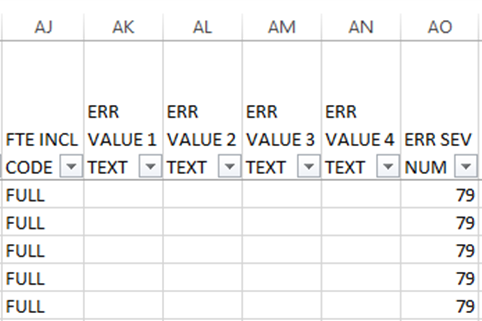 AJ AK AL AM AN AO
ERR ERR ERR ERR
FTE INCL VALUE 1 VALUE 2 VALUE 3 VALUE 4 ERR SEV
CODE TEXT TEXT TEXT TEXT NUM
FULL 79
FULL 79
FULL 79
FULL 79
FULL 79